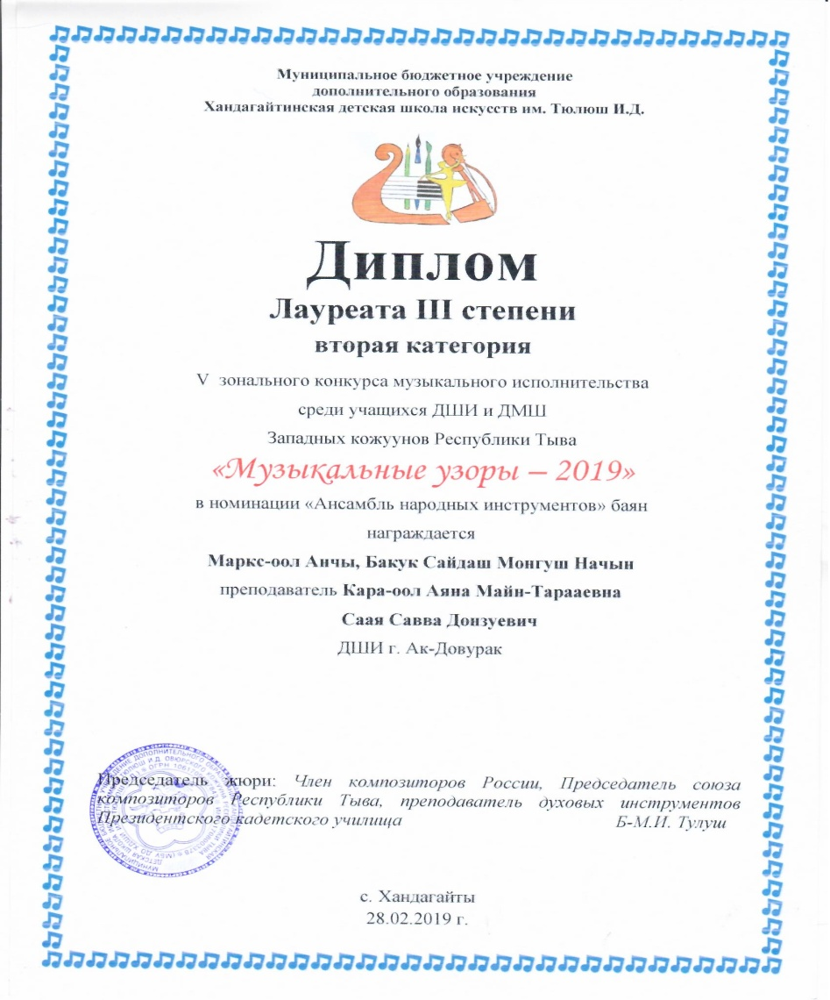 Муниципальное бюджетное учреждение
дополнительного образования
Хандагайтинская детская школа искусств им. Тюлюш И.Д.
Диплом
Лауреата III степени
вторая категория
V зонального конкурса музыкального исполнительства
среди учащихся ДШИ и ДМШ
Западных кожуунов Республики Тыва
«Музыкальные узоры – 2019»
в номинации «Ансамбль народных инструментов» баян
награждается
Маркс-оол Анчы, Бакук Сайдаш Монгуш Начын
преподаватель Кара-оол Аяна Майн-Тарааевна
Саая Савва Донзуевич
ДШИ г. Ак-Довурак
Председатель жюри: Член композиторов России, Председатель союза
композиторов Республики Тыва, преподаватель духовых инструментов
Президентского кадетского училища Б-М.И. Тулуш
с. Хандагайты
28.02.2019 г.